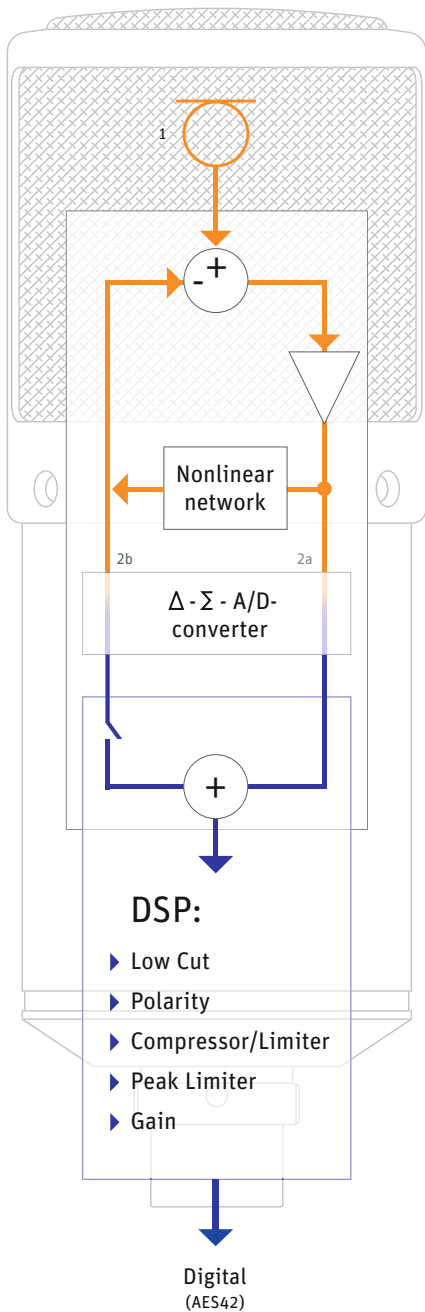 1
- +
Nonlinear
network
2b
2a
Δ - Σ - A/D-
converter
+
DSP:
Low Cut
Polarity
Compressor/Limiter
Peak Limiter
Gain
Digital
(AES42)